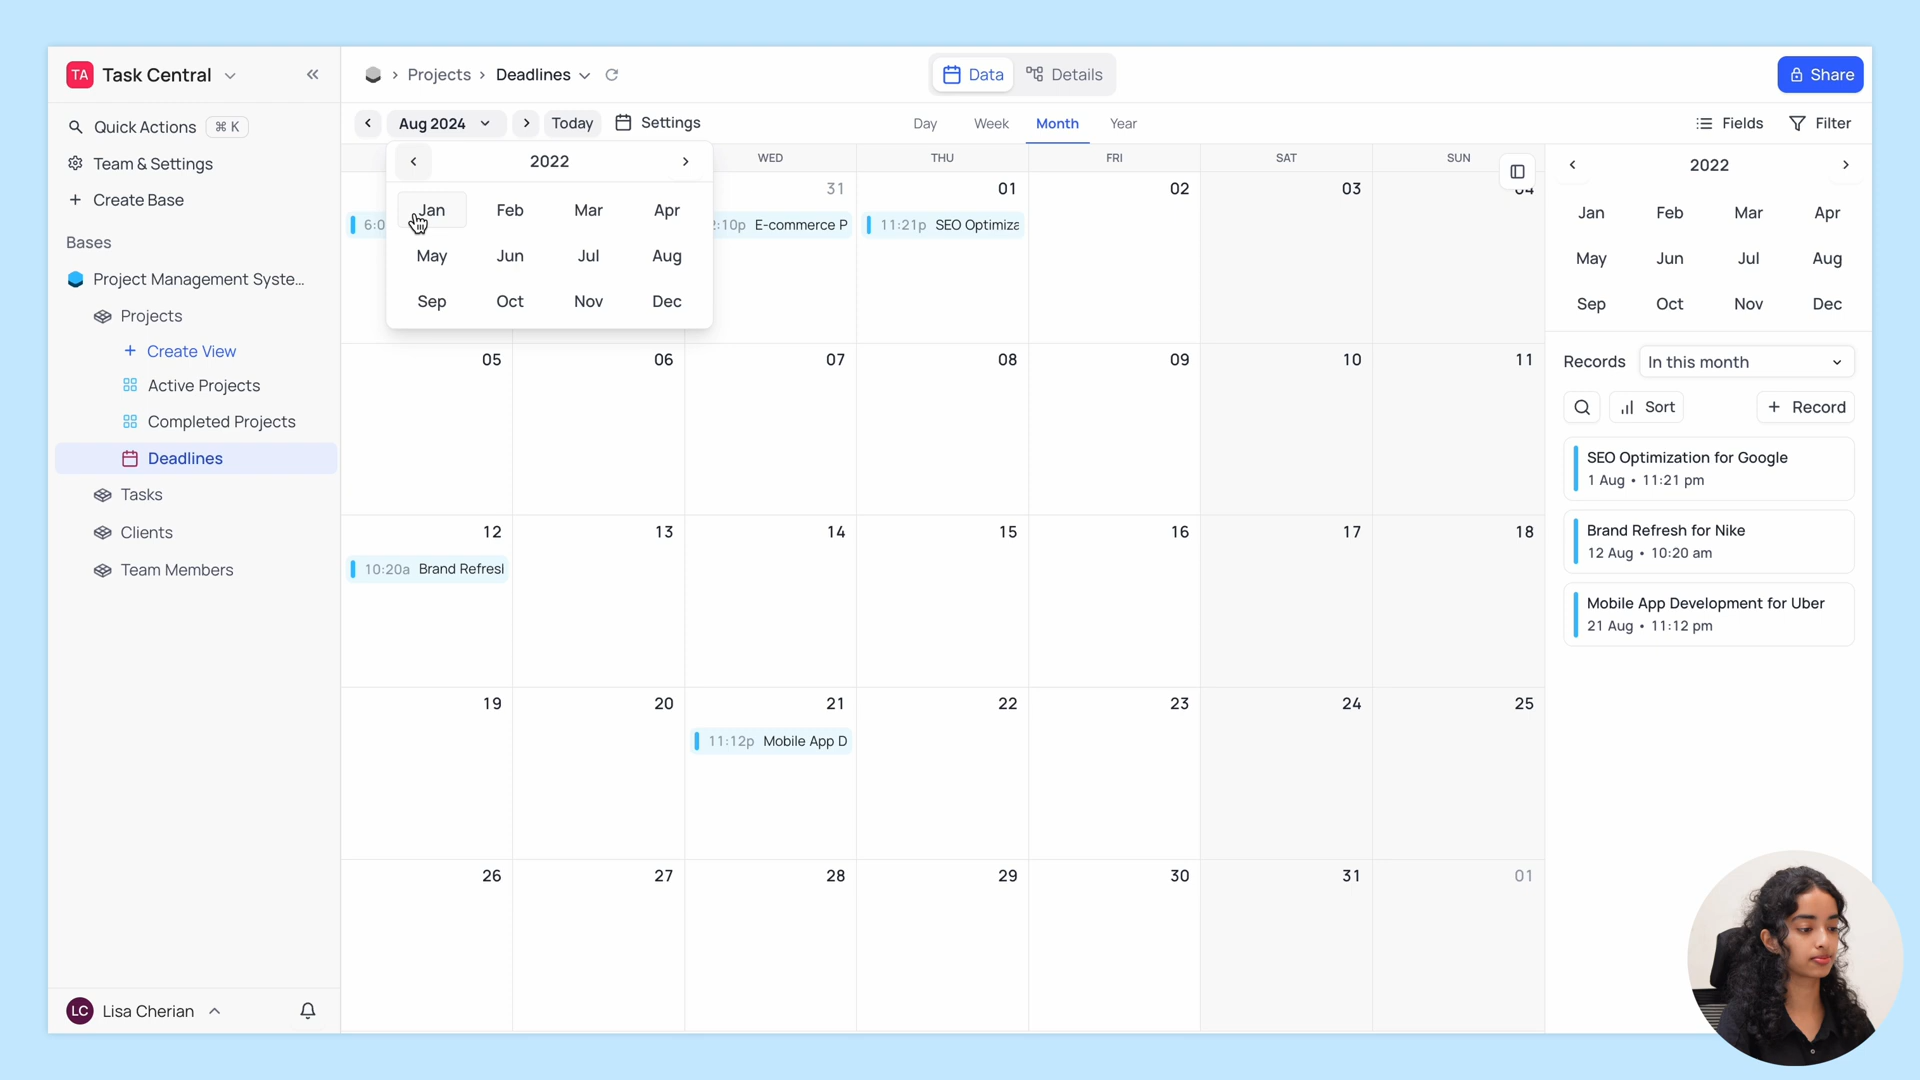 TA Task Central
Projects
Deadlines
Data
Details
Share
Quick Actions ⌘ K
Team & Settings
Create Base
Bases
Project Management Syste...
Projects
Create View
Active Projects
Completed Projects
Deadlines
Tasks
Clients
Team Members
LC Lisa Cherian
Aug 2024
Today
Settings
Day
Week
Month
Year
Fields
Filter
2022
Jan Feb Mar Apr
May Jun Jul Aug
Sep Oct Nov Dec
WED THU FRI SAT SUN
31 01 02 03 04
6:0
2:10p E-commerce P
11:21p SEO Optimiza
05 06 07 08 09 10 11
12 13 14 15 16 17 18
10:20a Brand Refresl
19 20 21 22 23 24 25
11:12p Mobile App D
26 27 28 29 30 31 01
2022
Jan Feb Mar Apr
May Jun Jul Aug
Sep Oct Nov Dec
Records In this month
Sort
Record
SEO Optimization for Google
1 Aug • 11:21 pm
Brand Refresh for Nike
12 Aug • 10:20 am
Mobile App Development for Uber
21 Aug • 11:12 pm